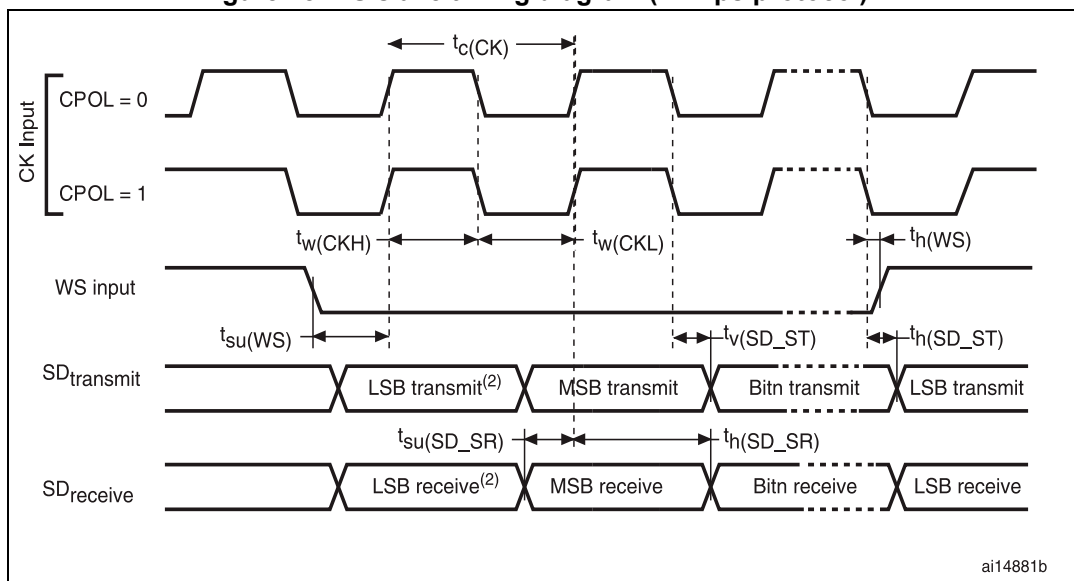 tc(CK)
CK Input
CPOL = 0
CPOL = 1
tw(CKH)
tw(CKL)
th(WS)
WS input
tsu(WS)
tv(SD_ST)
th(SD_ST)
SDtransmit
LSB transmit(2)
MSB transmit
Bitn transmit
LSB transmit
tsu(SD_SR)
th(SD_SR)
SDreceive
LSB receive(2)
MSB receive
Bitn receive
LSB receive
ai14881b